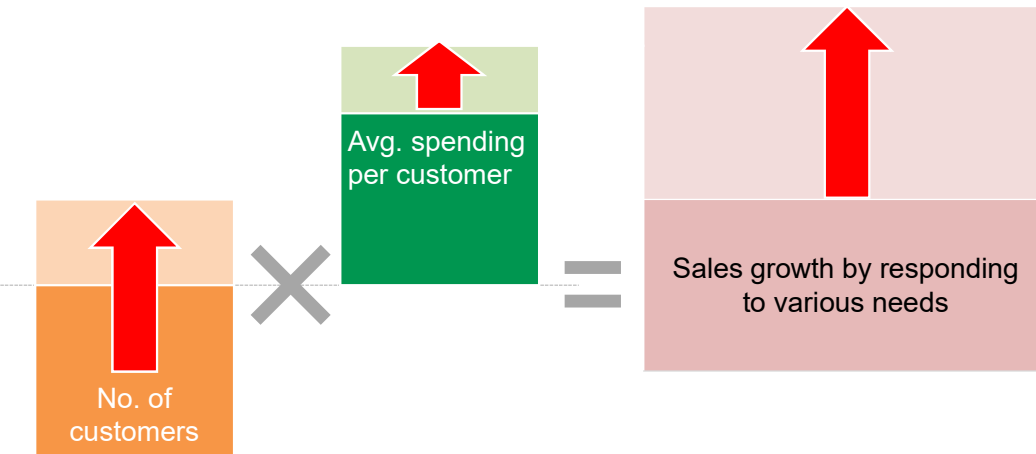 Avg. spending
per customer
No. of
customers
Sales growth by responding
to various needs